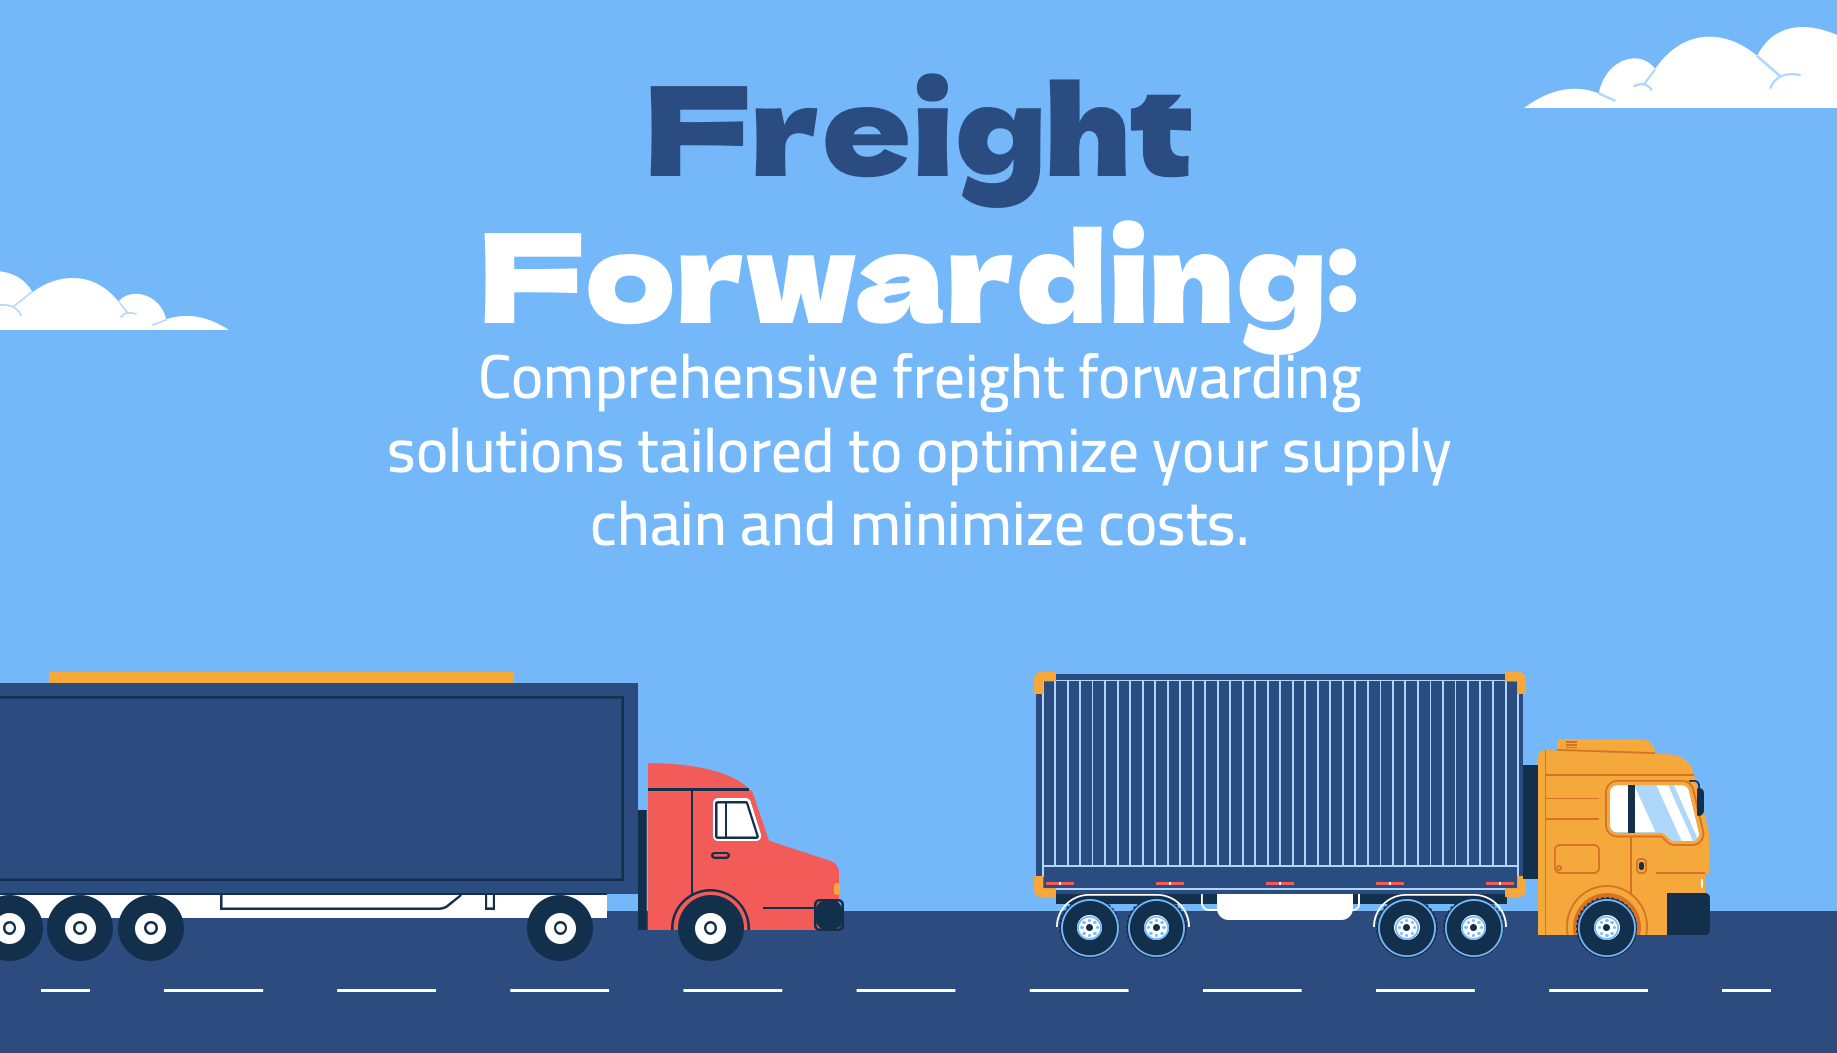 Freight
Forwarding:
Comprehensive freight forwarding
solutions tailored to optimize your supply
chain and minimize costs.